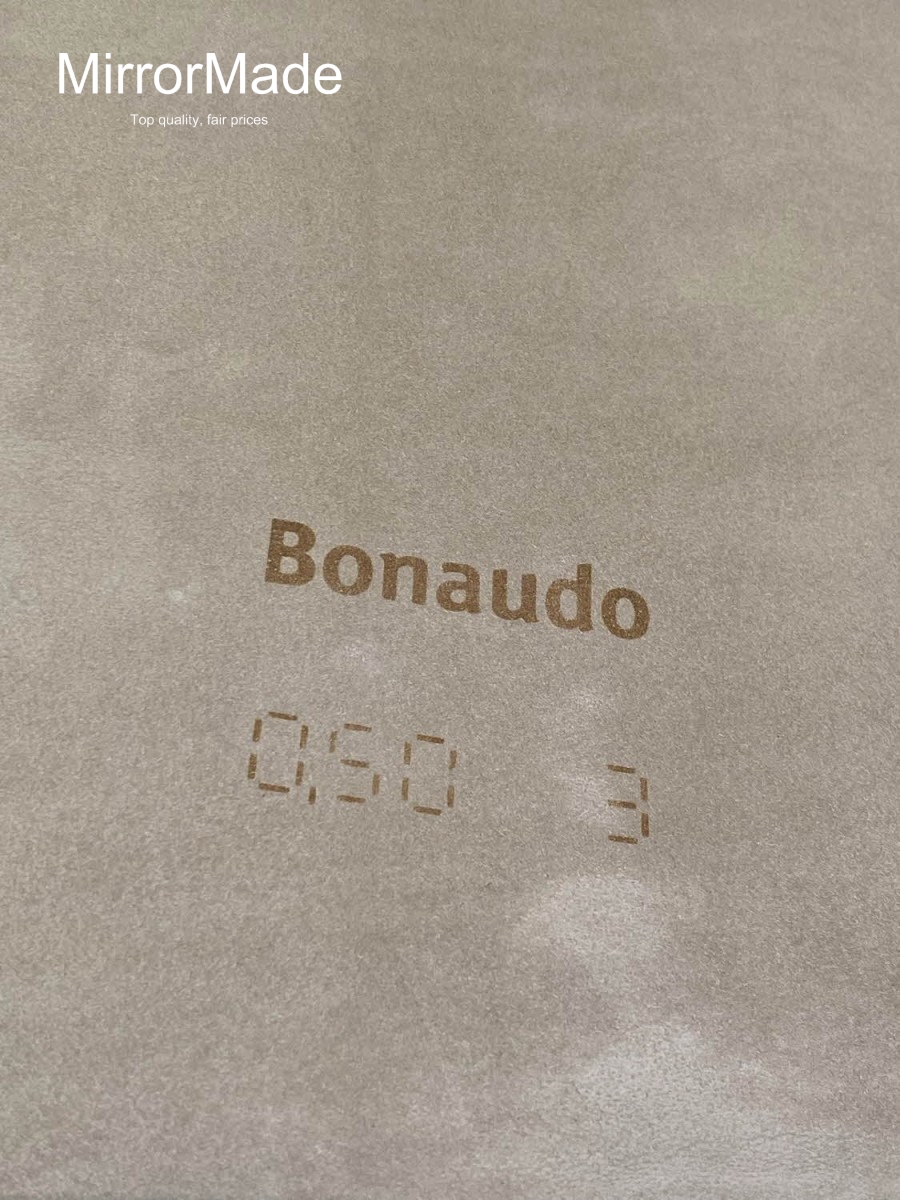 MirrorMade
Top quality, fair prices
Bonaudo
0,50 3